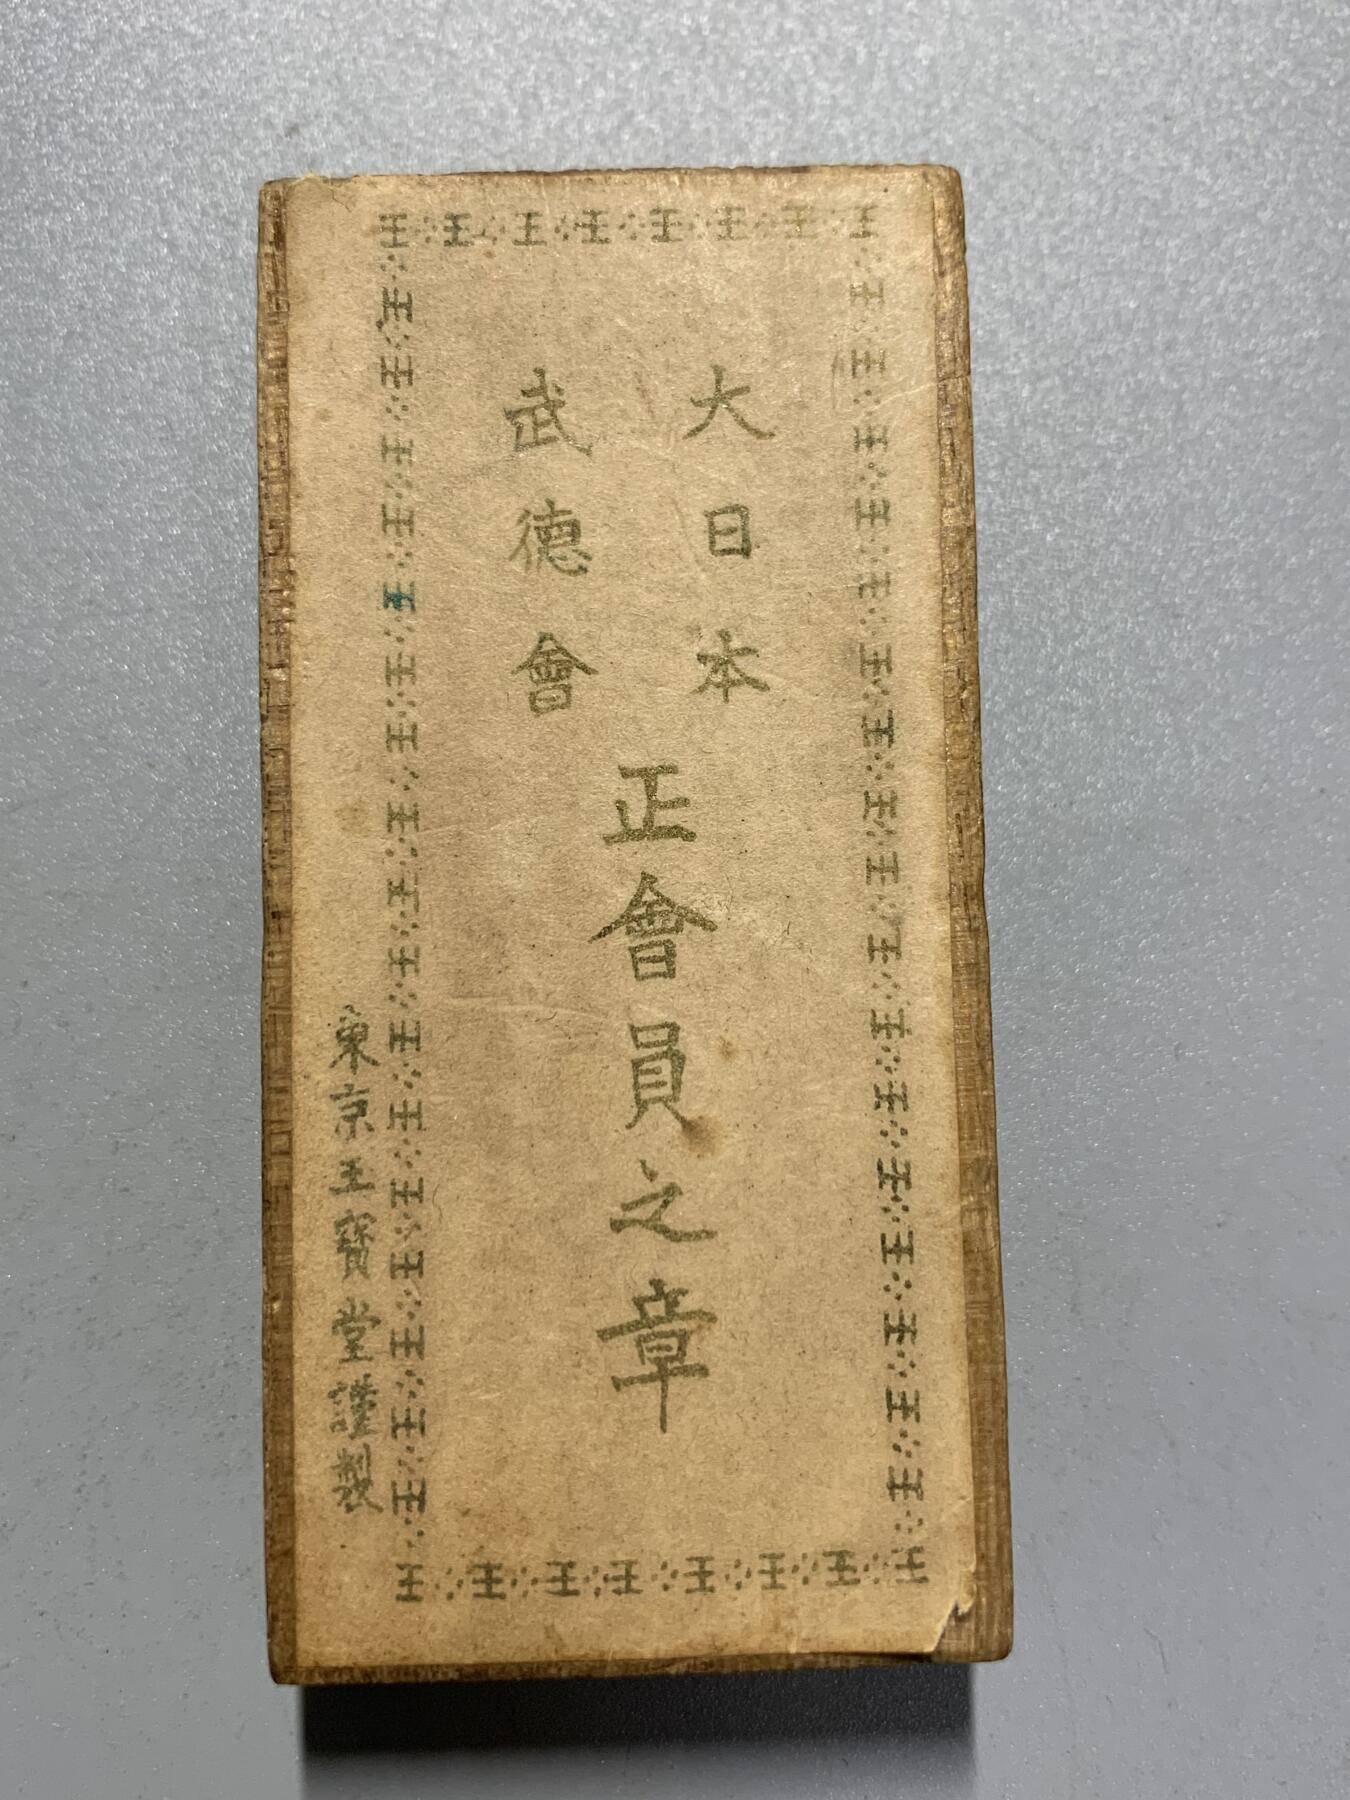 大日本
武德會
正會員之章
東京玉寶堂謹製